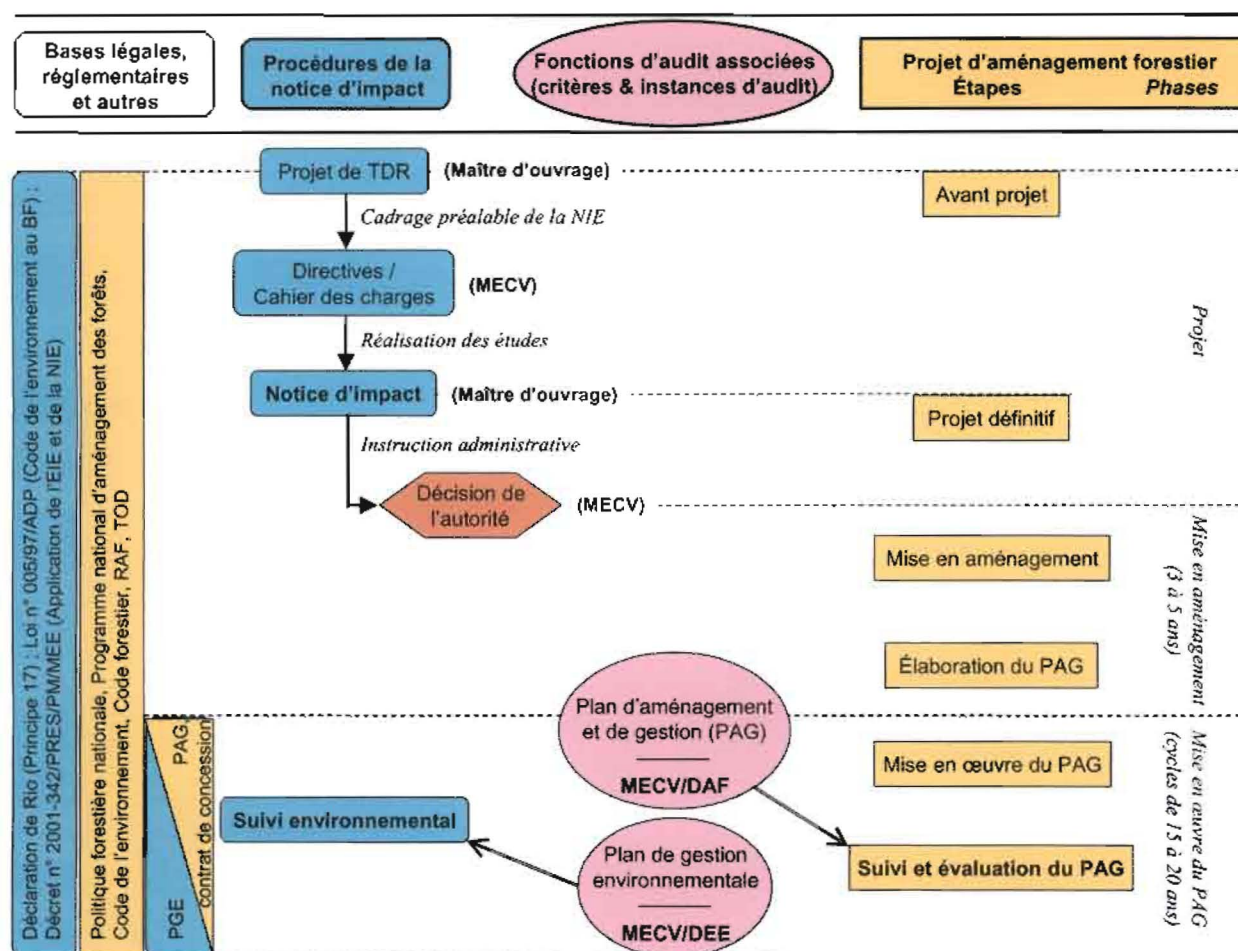 Bases légales,
réglementaires
et autres
Procédures de la
notice d'impact
Fonctions d'audit associées
(critères & instances d'audit)
Projet d'aménagement forestier
Étapes Phases
Déclaration de Rio (Principe 17) ; Loi n° 005/97/ADP (Code de l'environnement au BF) ;
Décret n° 2001-342/PRES/PM/MEE (Application de l'EIE et de la NIE)
Politique forestière nationale, Programme national d'aménagement des forêts,
Code de l'environnement, Code forestier, RAF, TOD
Projet de TDR (Maître d'ouvrage)
Avant projet
Cadrage préalable de la NIE
Directives /
Cahier des charges
(MECV)
Réalisation des études
Projet
Notice d'impact (Maître d'ouvrage)
Projet définitif
Instruction administrative
Décision de
l'autorité
(MECV)
Mise en aménagement
Élaboration du PAG
Mise en aménagement
(3 à 5 ans)
Plan d'aménagement
et de gestion (PAG)
MECV/DAF
PAG,
contrat de concession
PGE
Mise en œuvre du PAG
Suivi environnemental
Plan de gestion
environnementale
MECV/DEE
Suivi et évaluation du PAG
Mise en œuvre du PAG
(cycles de 15 à 20 ans)